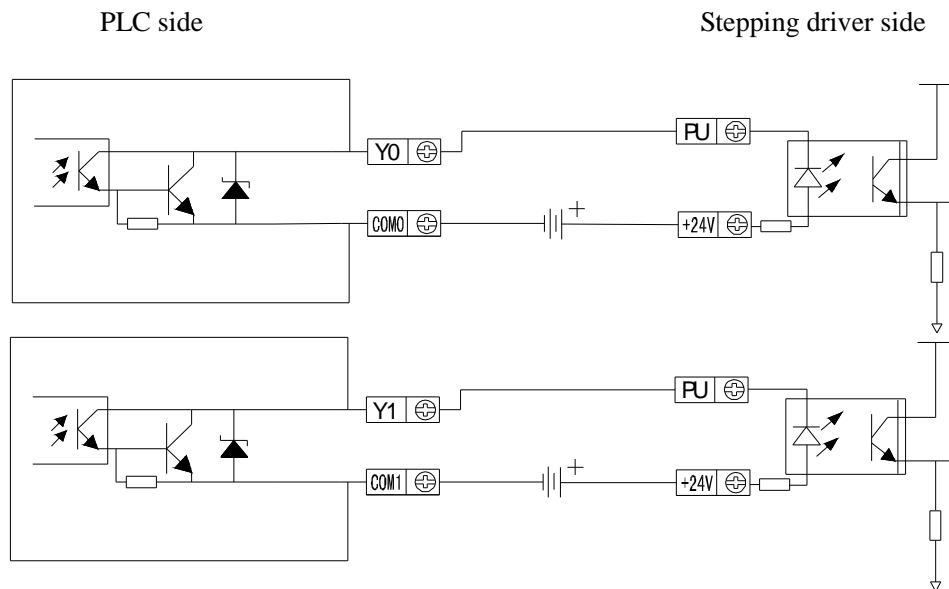 PLC side
Stepping driver side
Y0
PU
COM0
+
+24V
Y1
PU
COM1
+
+24V